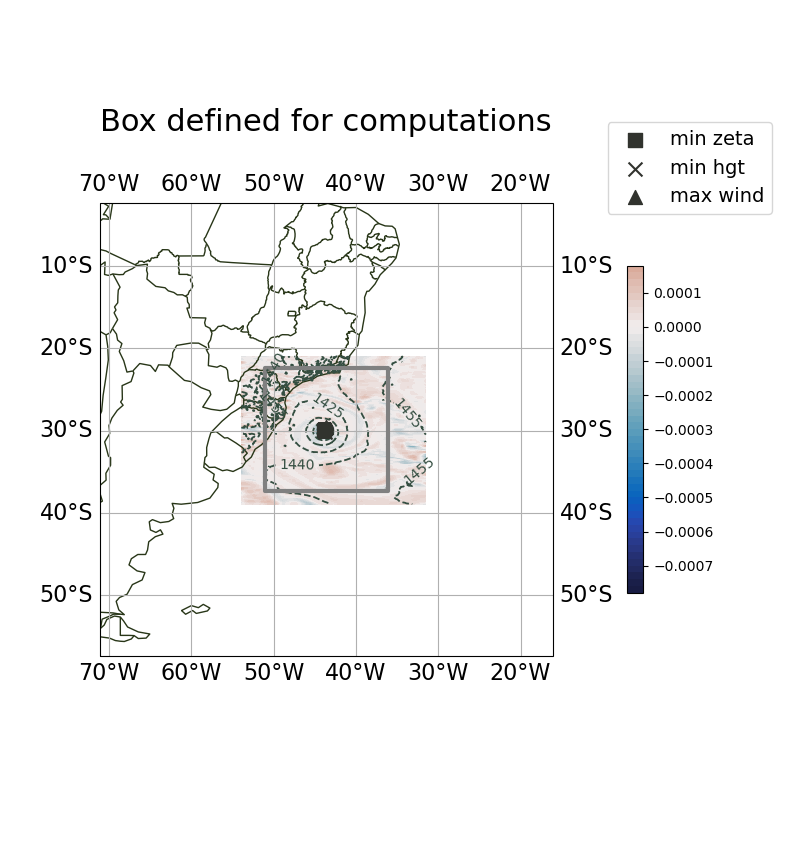 Box defined for computations
min zeta
min hgt
max wind
70°W 60°W 50°W 40°W 30°W 20°W
10°S 10°S
20°S 20°S
30°S 30°S
40°S 40°S
50°S 50°S
1425
1455
1440
1455
70°W 60°W 50°W 40°W 30°W 20°W
0.0001
0.0000
−0.0001
−0.0002
−0.0003
−0.0004
−0.0005
−0.0006
−0.0007